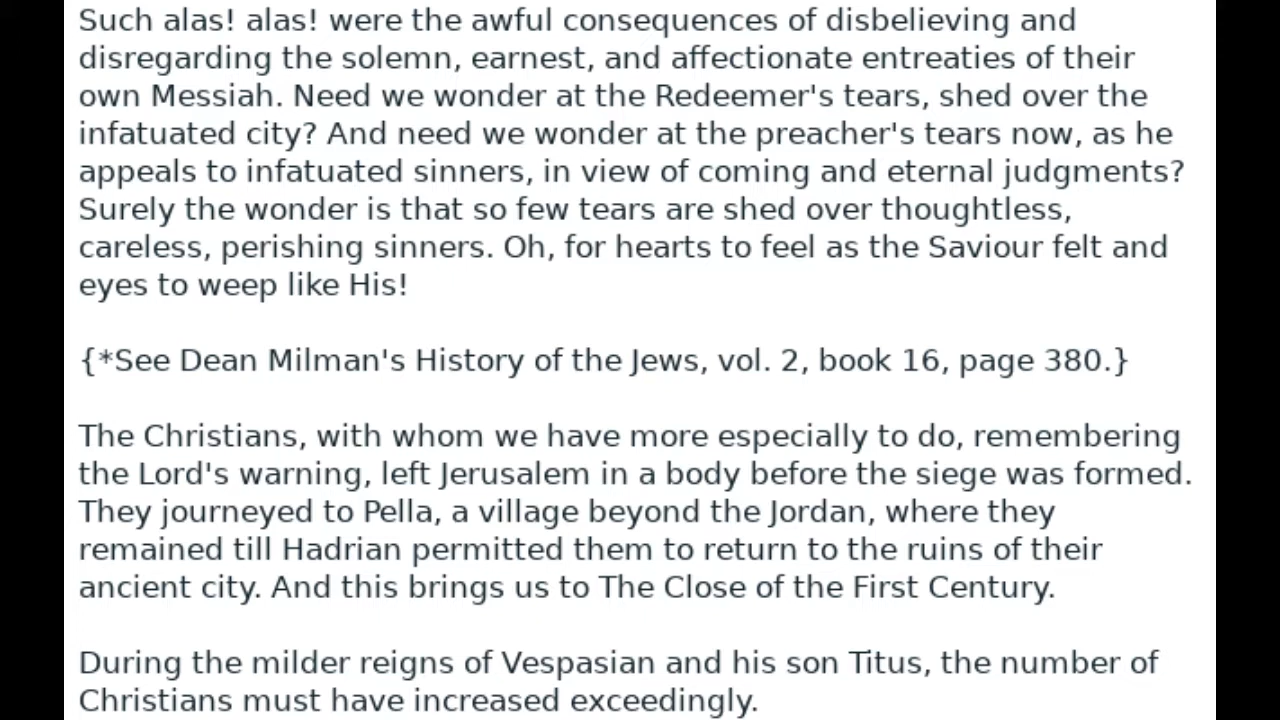 Such alas! alas! were the awful consequences of disbelieving and
disregarding the solemn, earnest, and affectionate entreaties of their
own Messiah. Need we wonder at the Redeemer's tears, shed over the
infatuated city? And need we wonder at the preacher's tears now, as he
appeals to infatuated sinners, in view of coming and eternal judgments?
Surely the wonder is that so few tears are shed over thoughtless,
careless, perishing sinners. Oh, for hearts to feel as the Saviour felt and
eyes to weep like His!
{*See Dean Milman's History of the Jews, vol. 2, book 16, page 380.}
The Christians, with whom we have more especially to do, remembering
the Lord's warning, left Jerusalem in a body before the siege was formed.
They journeyed to Pella, a village beyond the Jordan, where they
remained till Hadrian permitted them to return to the ruins of their
ancient city. And this brings us to The Close of the First Century.
During the milder reigns of Vespasian and his son Titus, the number of
Christians must have increased exceedingly.